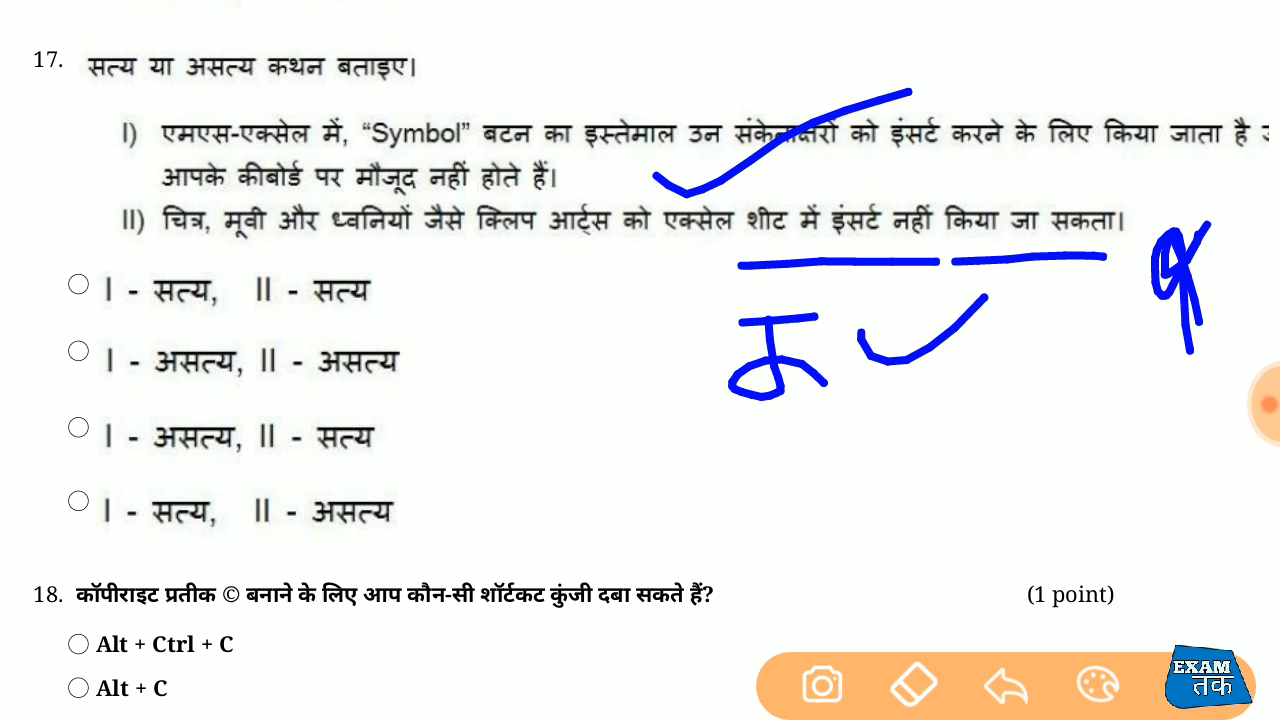 17. सत्य या असत्य कथन बताइए।
I) एमएस-एक्सेल में, “Symbol” बटन का इस्तेमाल उन संकेताक्षरों को इंसर्ट करने के लिए किया जाता है
आपके कीबोर्ड पर मौजूद नहीं होते हैं।
II) चित्र, मूवी और ध्वनियों जैसे क्लिप आर्ट्स को एक्सेल शीट में इंसर्ट नहीं किया जा सकता।
I - सत्य, II - सत्य
I - असत्य, II - असत्य
I - असत्य, II - सत्य
I - सत्य, II - असत्य
18. कॉपीराइट प्रतीक © बनाने के लिए आप कौन-सी शॉर्टकट कुंजी दबा सकते हैं? (1 point)
Alt + Ctrl + C
Alt + C
EXAM
तक